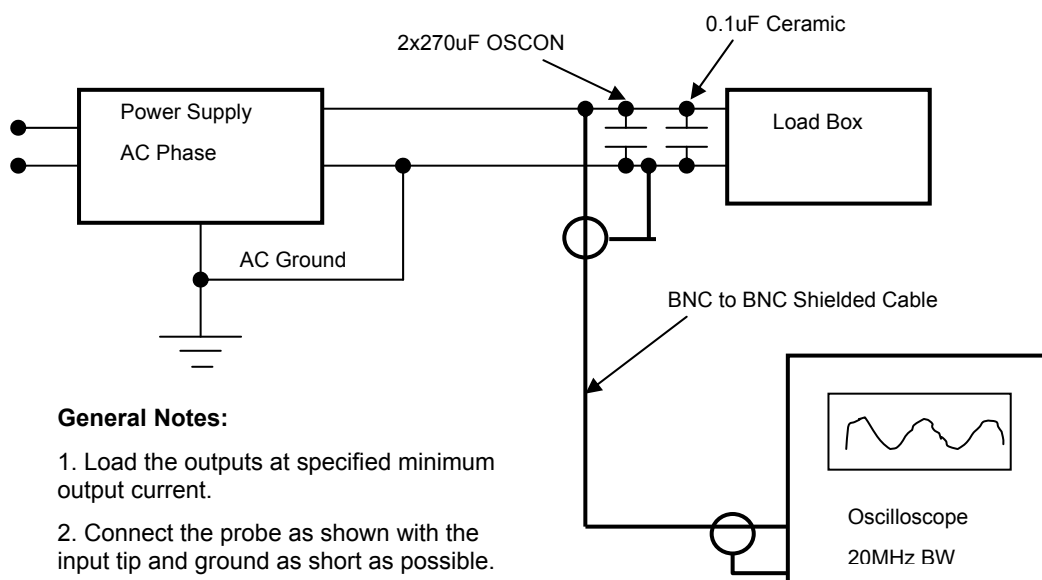 2x270uF OSCON
0.1uF Ceramic
Power Supply
AC Phase
Load Box
AC Ground
BNC to BNC Shielded Cable
General Notes:
1. Load the outputs at specified minimum
output current.
2. Connect the probe as shown with the
input tip and ground as short as possible.
Oscilloscope
20MHz BW